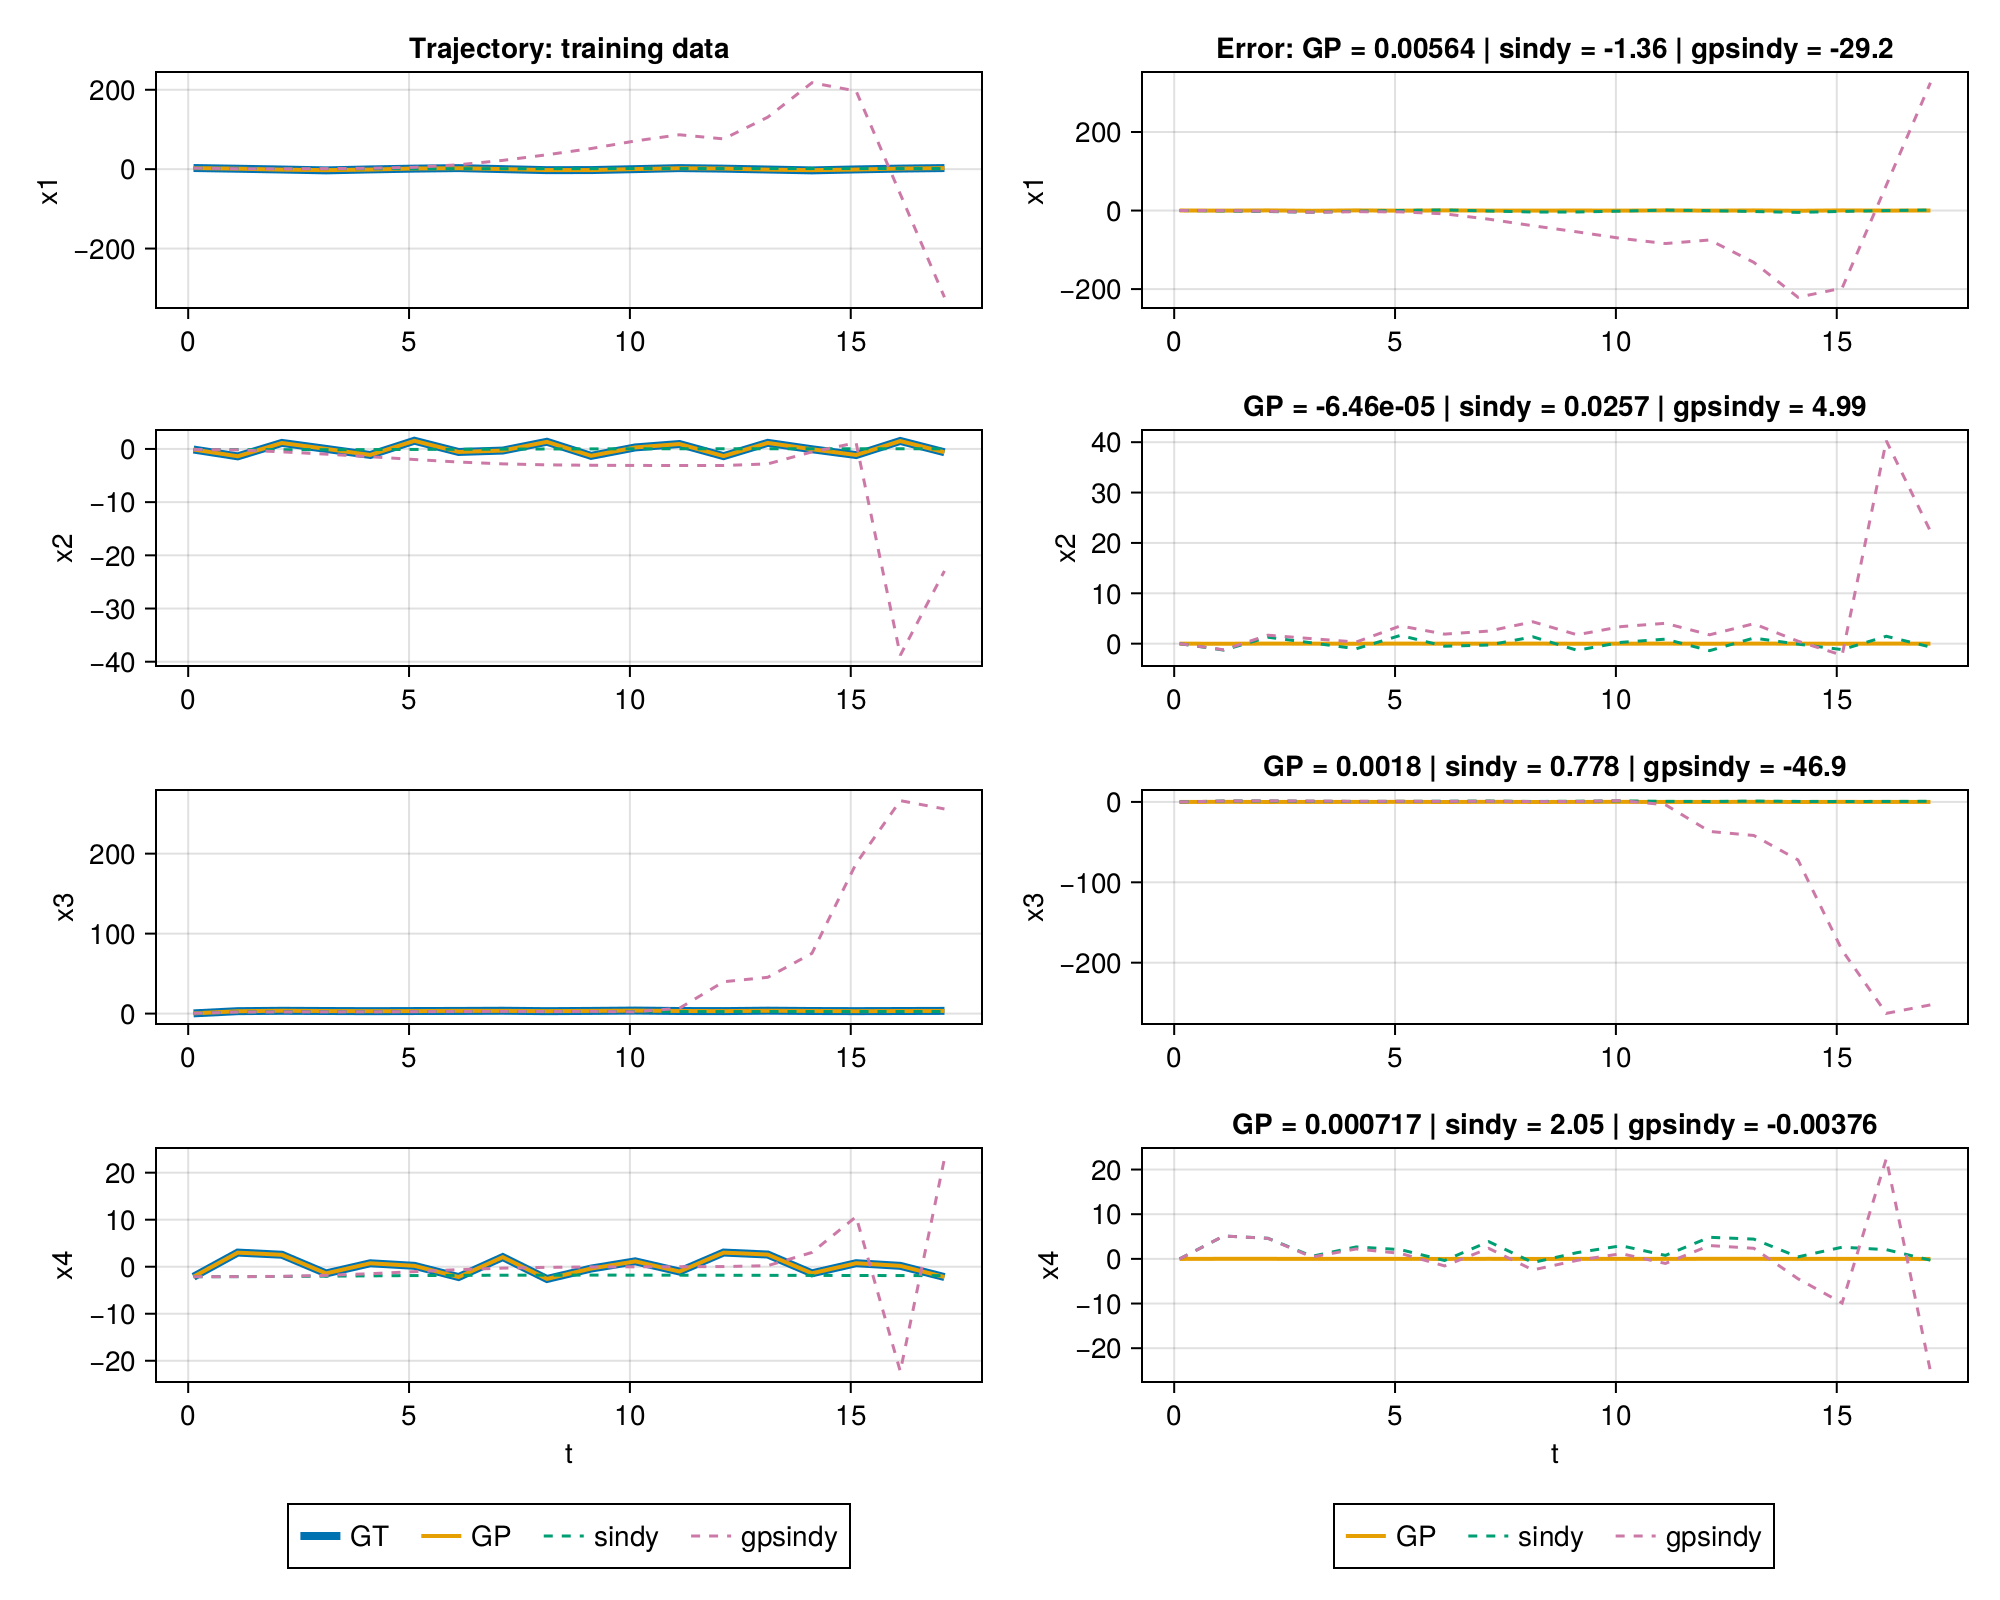 Trajectory: training data
200
0
−200
x1
0 5 10 15
Error: GP = 0.00564 | sindy = -1.36 | gpsindy = -29.2
200
0
−200
x1
0 5 10 15
0
−10
−20
−30
−40
x2
0 5 10 15
GP = -6.46e-05 | sindy = 0.0257 | gpsindy = 4.99
40
30
20
10
0
x2
0 5 10 15
200
100
0
x3
0 5 10 15
GP = 0.0018 | sindy = 0.778 | gpsindy = -46.9
0
−100
−200
x3
0 5 10 15
20
10
0
−10
−20
x4
0 5 10 15
t
GP = 0.000717 | sindy = 2.05 | gpsindy = -0.00376
20
10
0
−10
−20
x4
0 5 10 15
t
GT GP sindy gpsindy
GP sindy gpsindy